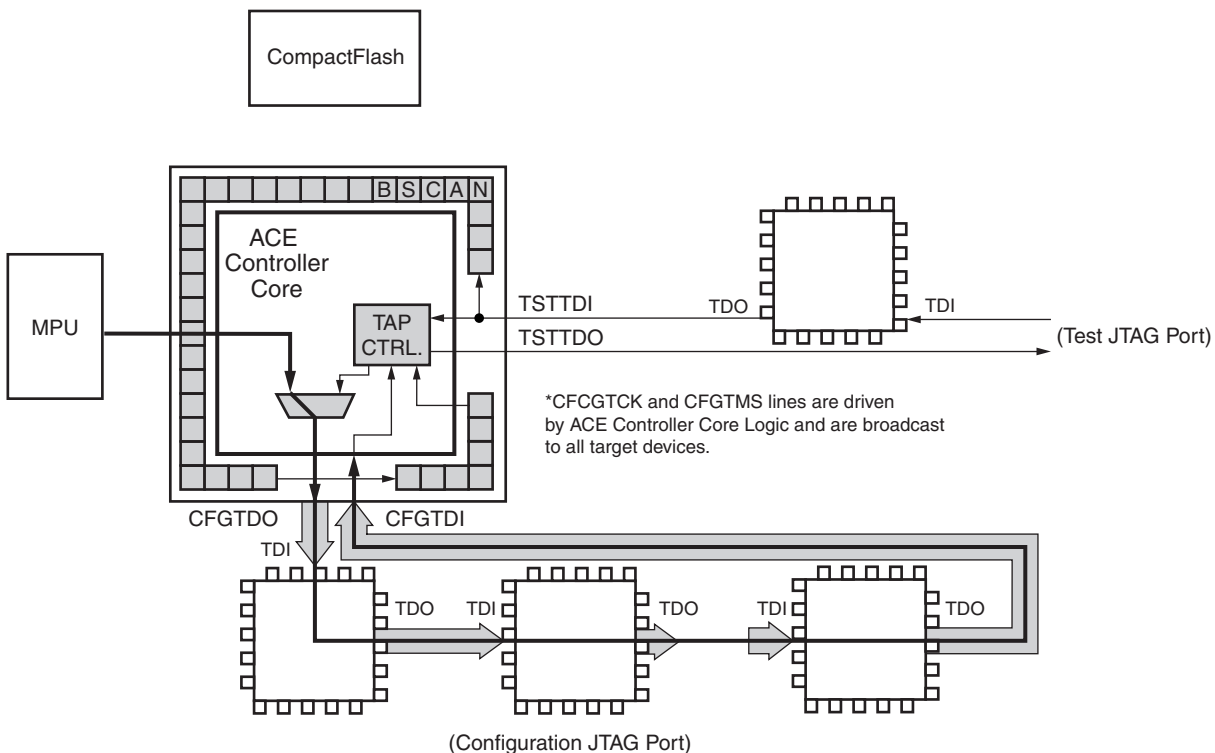 CompactFlash
BSCAN
ACE
Controller
Core
MPU
TAP
CTRL.
TSTTDI
TSTTDO
TDO
TDI
(Test JTAG Port)
*CFCGTCK and CFGTMS lines are driven
by ACE Controller Core Logic and are broadcast
to all target devices.
CFGTDO
CFGTDI
TDI
TDO
TDI
TDO
TDI
TDO
(Configuration JTAG Port)